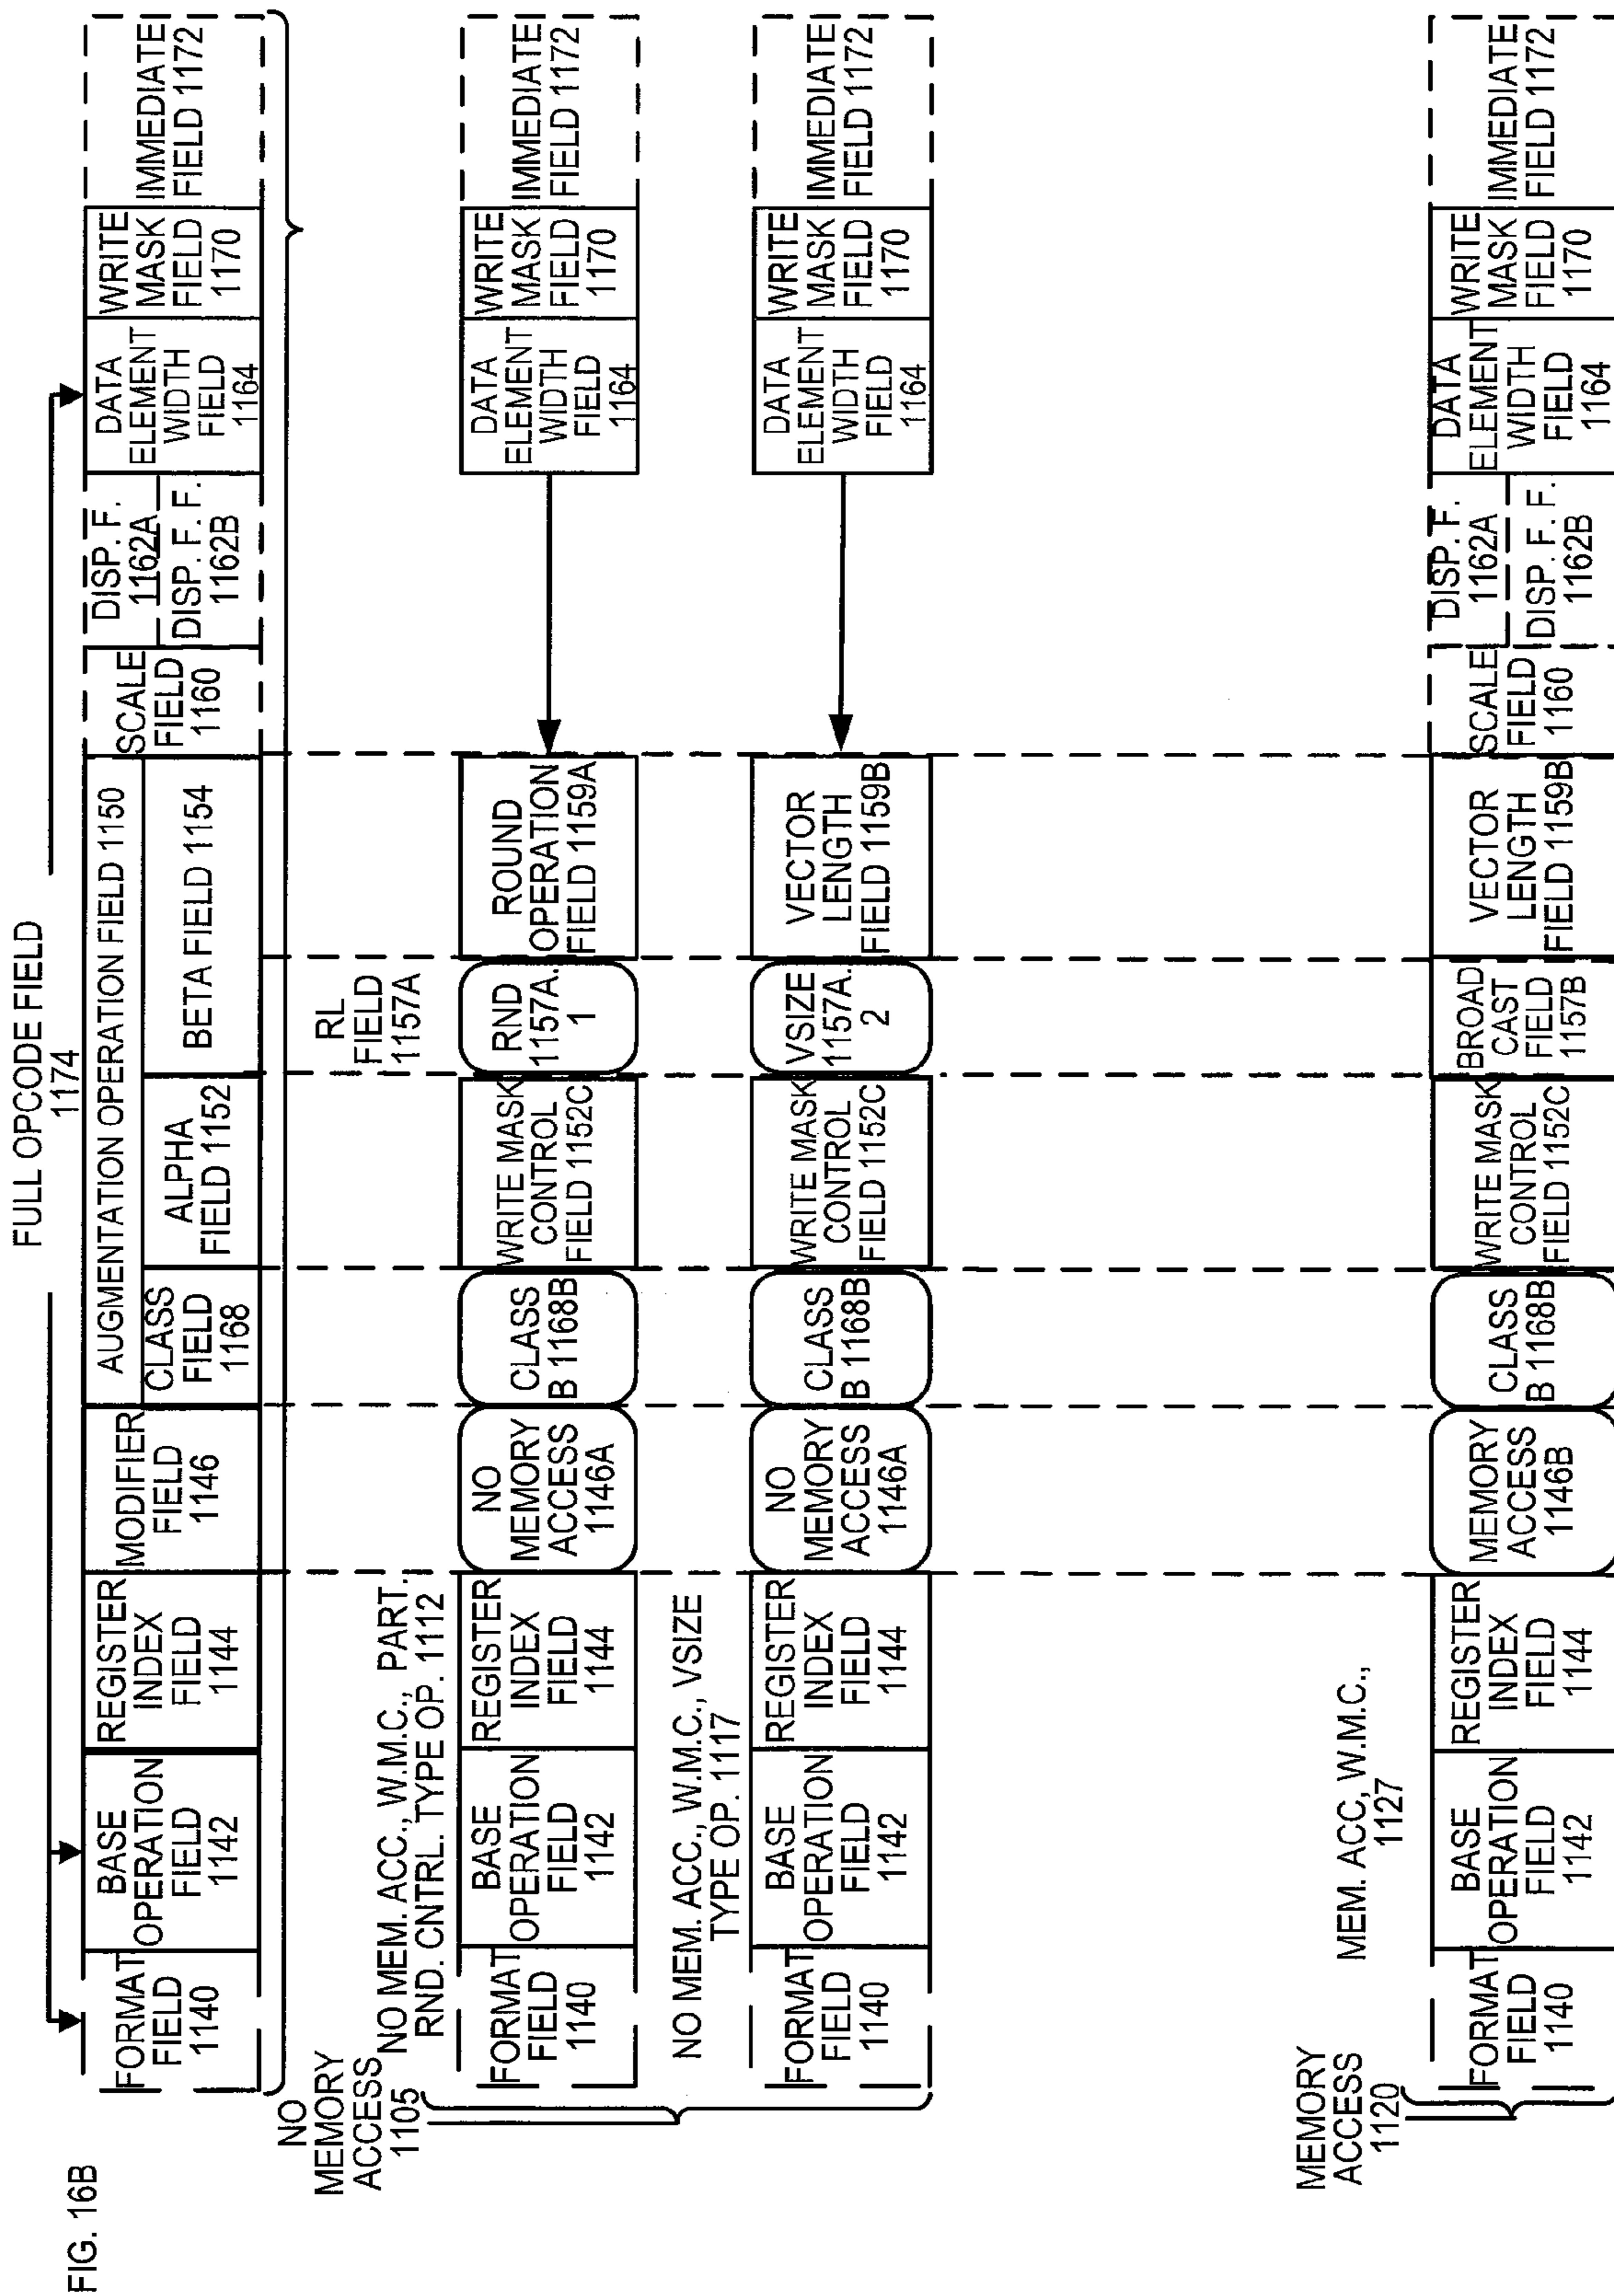 FIG. 16B
FULL OPCODE FIELD
1174
FORMAT
FIELD
1140
BASE
OPERATION
FIELD
1142
REGISTER
INDEX
FIELD
1144
MODIFIER
FIELD
1146
AUGMENTATION OPERATION FIELD 1150
CLASS
FIELD
1168
ALPHA
FIELD 1152
BETA FIELD 1154
SCALE
FIELD
1160
DISP. F.
1162A
DISP. F. F.
1162B
DATA
ELEMENT
WIDTH
FIELD
1164
WRITE
MASK
FIELD
1170
IMMEDIATE
FIELD 1172
NO
MEMORY
ACCESS
1105
NO MEM. ACC., W.M.C., PART.
RND. CNTRL. TYPE OP. 1112
RL
FIELD
1157A
FORMAT
FIELD
1140
BASE
OPERATION
FIELD
1142
REGISTER
INDEX
FIELD
1144
NO
MEMORY
ACCESS
1146A
CLASS
B 1168B
WRITE MASK
CONTROL
FIELD 1152C
RND
1157A.
1
ROUND
OPERATION
FIELD 1159A
DATA
ELEMENT
WIDTH
FIELD
1164
WRITE
MASK
FIELD
1170
IMMEDIATE
FIELD 1172
NO MEM. ACC., W.M.C., VSIZE
TYPE OP. 1117
FORMAT
FIELD
1140
BASE
OPERATION
FIELD
1142
REGISTER
INDEX
FIELD
1144
NO
MEMORY
ACCESS
1146A
CLASS
B 1168B
WRITE MASK
CONTROL
FIELD 1152C
VSIZE
1157A.
2
VECTOR
LENGTH
FIELD 1159B
DATA
ELEMENT
WIDTH
FIELD
1164
WRITE
MASK
FIELD
1170
IMMEDIATE
FIELD 1172
MEMORY
ACCESS
1120
MEM. ACC, W.M.C.,
1127
FORMAT
FIELD
1140
BASE
OPERATION
FIELD
1142
REGISTER
INDEX
FIELD
1144
MEMORY
ACCESS
1146B
CLASS
B 1168B
WRITE MASK
CONTROL
FIELD 1152C
BROAD
CAST
FIELD
1157B
VECTOR
LENGTH
FIELD 1159B
SCALE
FIELD
1160
DISP. F.
1162A
DISP. F. F.
1162B
DATA
ELEMENT
WIDTH
FIELD
1164
WRITE
MASK
FIELD
1170
IMMEDIATE
FIELD 1172